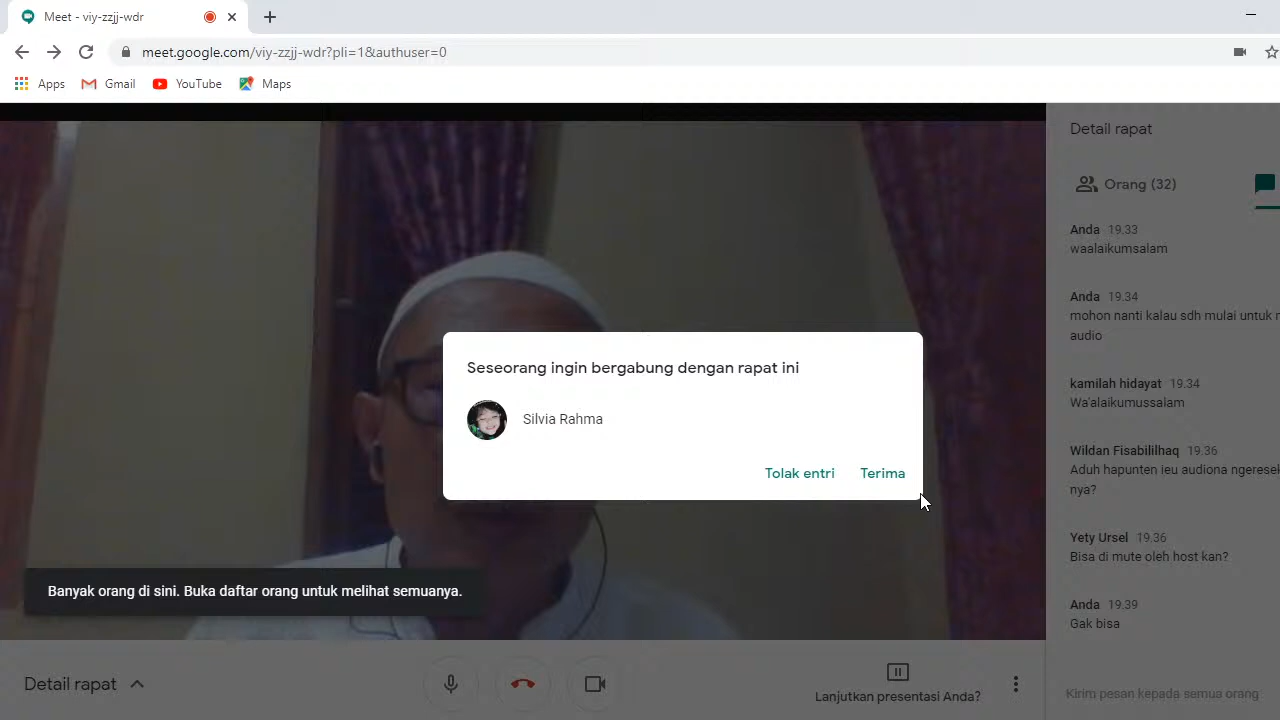 Meet - viy-zzjj-wdr
meet.google.com/viy-zzjj-wdr?pli=1&authuser=0
Apps Gmail YouTube Maps
Detail rapat
Orang (32)
Anda 19.33
waalaikumsalam
Anda 19.34
mohon nanti kalau sdh mulai untuk
audio
kamilah hidayat 19.34
Wa'alaikumussalam
Wildan Fisabililhaq 19.36
Aduh hapunten ieu audiona ngeresek
nya?
Yety Ursel 19.36
Bisa di mute oleh host kan?
Anda 19.39
Gak bisa
Kirim pesan kepada semua orang
Seseorang ingin bergabung dengan rapat ini
Silvia Rahma
Tolak entri Terima
Banyak orang di sini. Buka daftar orang untuk melihat semuanya.
Detail rapat
Lanjutkan presentasi Anda?